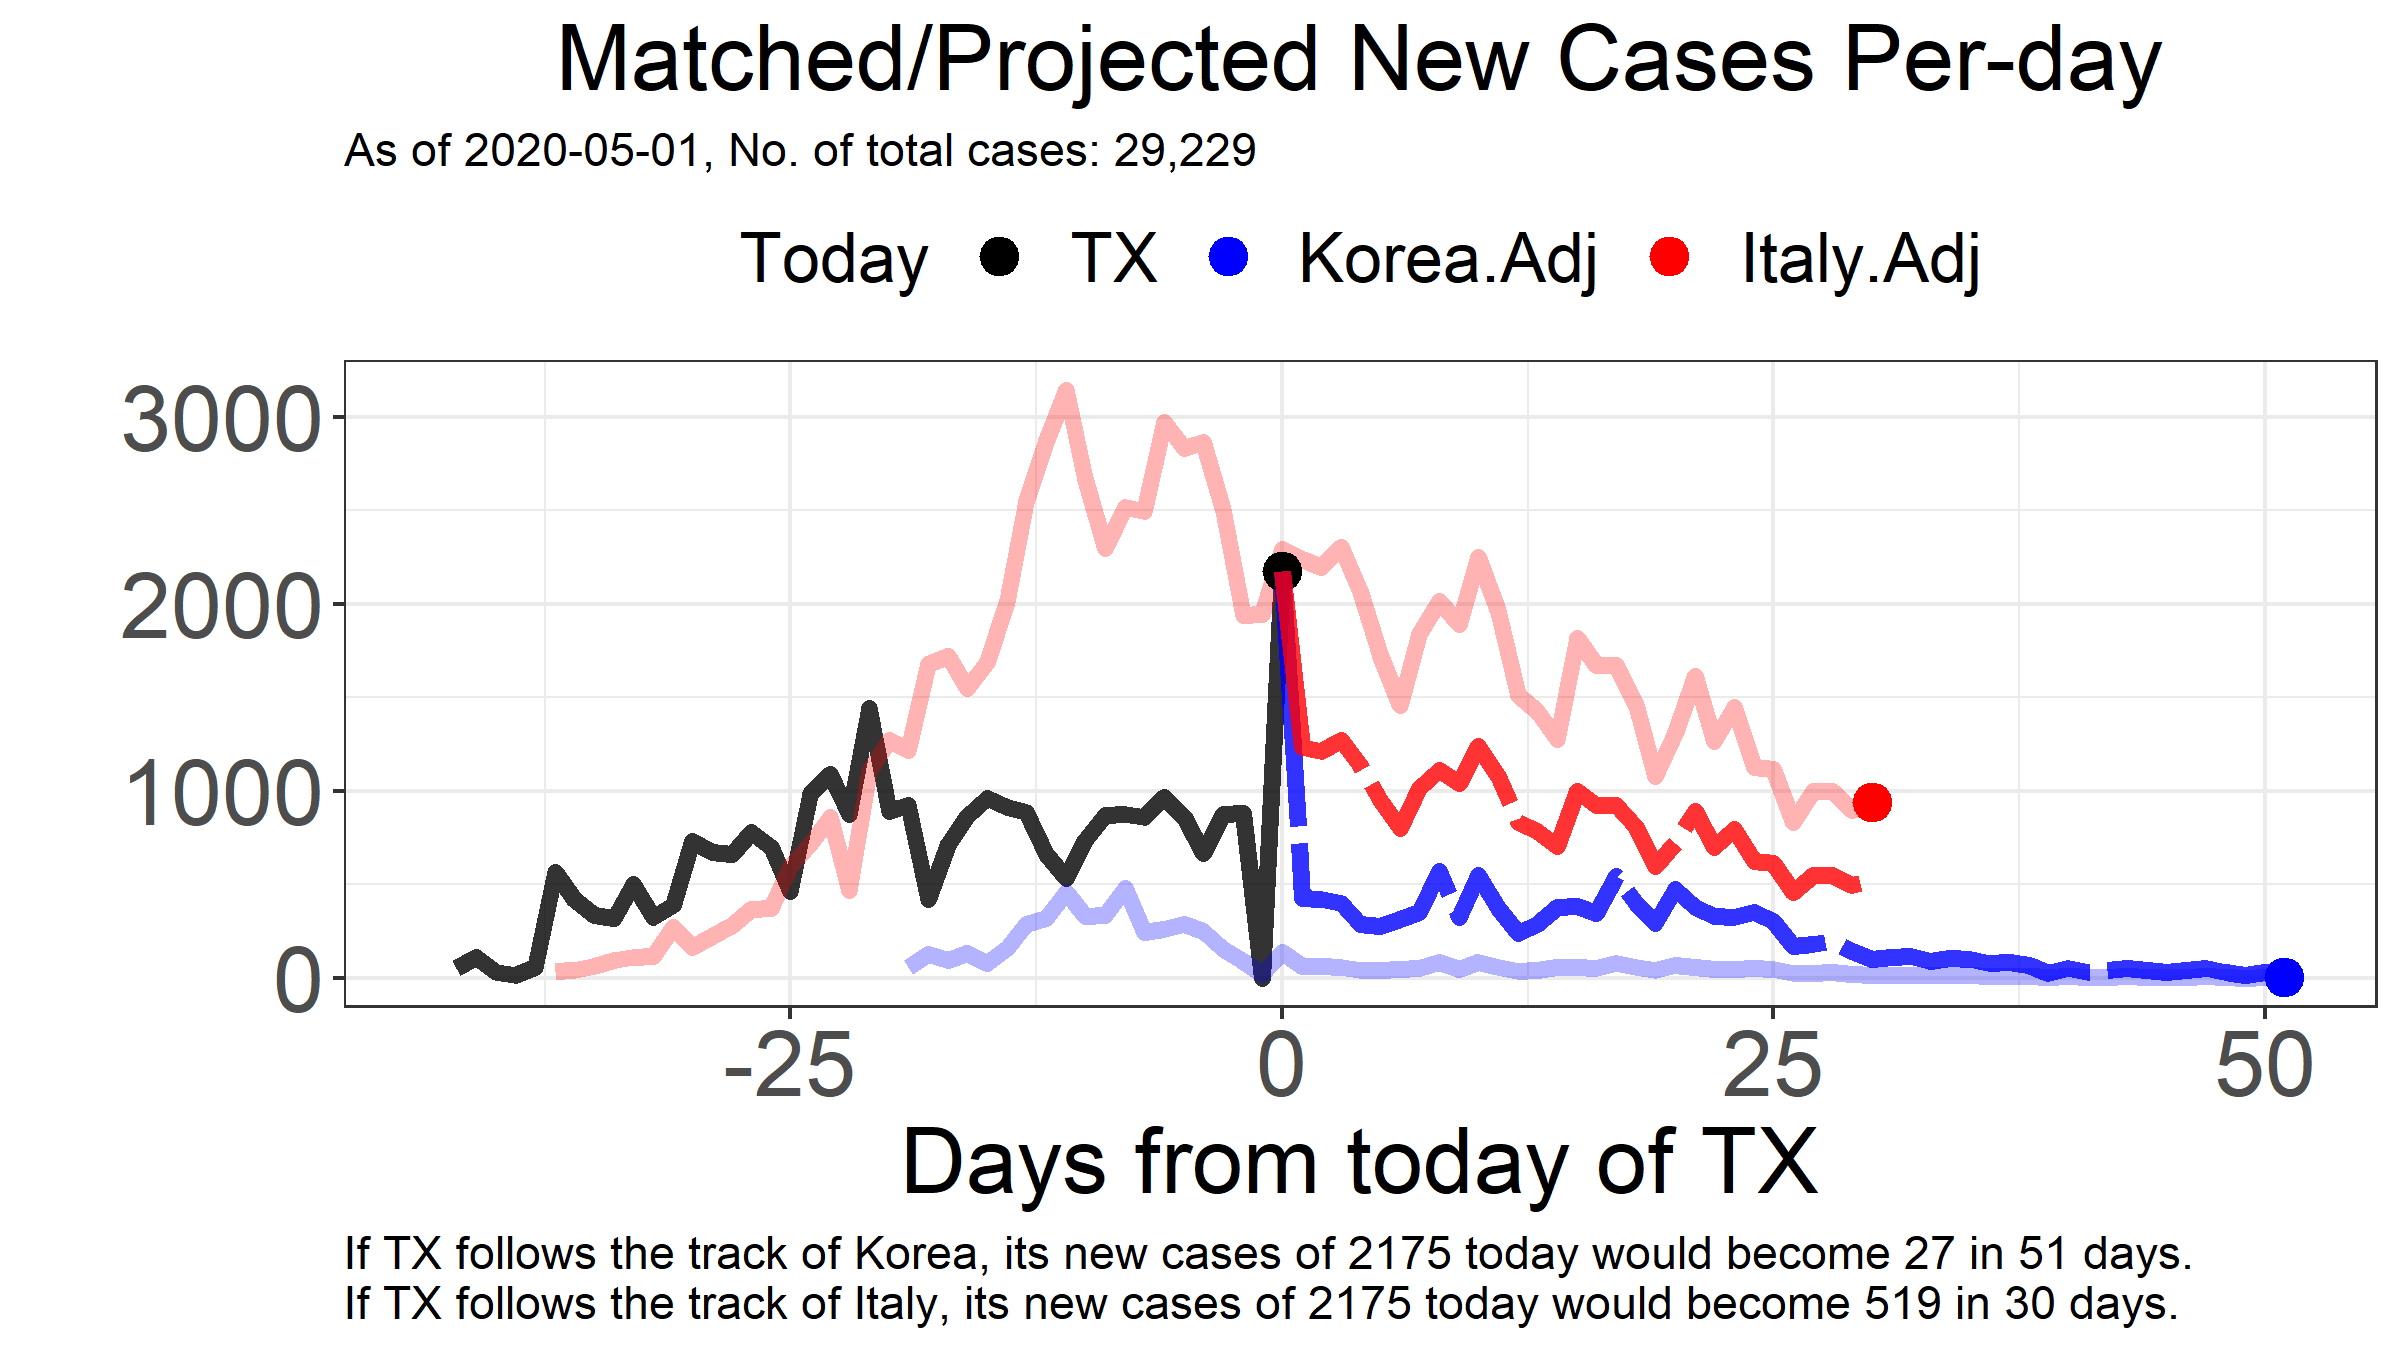 Matched/Projected New Cases Per-day
As of 2020-05-01, No. of total cases: 29,229
Today TX Korea.Adj Italy.Adj
3000
2000
1000
0
-25 0 25 50
Days from today of TX
If TX follows the track of Korea, its new cases of 2175 today would become 27 in 51 days.
If TX follows the track of Italy, its new cases of 2175 today would become 519 in 30 days.